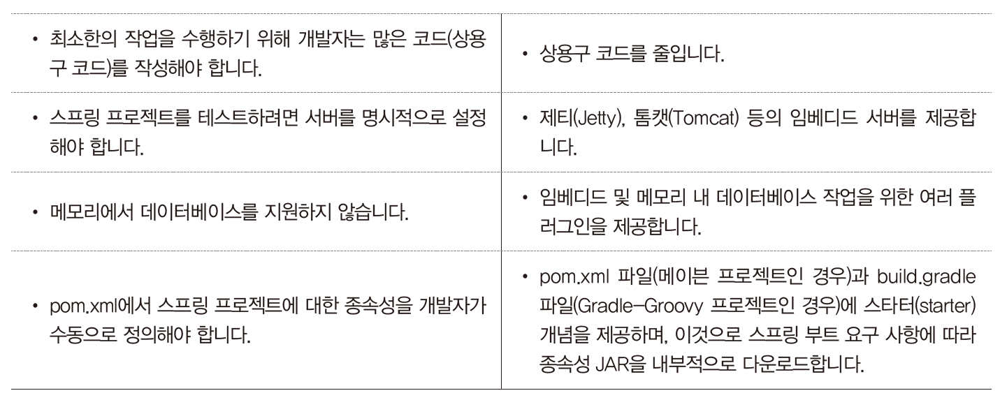 • 최소한의 작업을 수행하기 위해 개발자는 많은 코드(상용
구 코드)를 작성해야 합니다.
• 상용구 코드를 줄입니다.
• 스프링 프로젝트를 테스트하려면 서버를 명시적으로 설정
해야 합니다.
• 제티(Jetty), 톰캣(Tomcat) 등의 임베디드 서버를 제공합
니다.
• 메모리에서 데이터베이스를 지원하지 않습니다.
• 임베디드 및 메모리 내 데이터베이스 작업을 위한 여러 플
러그인을 제공합니다.
• pom.xml에서 스프링 프로젝트에 대한 종속성을 개발자가
수동으로 정의해야 합니다.
• pom.xml 파일(메이븐 프로젝트인 경우)과 build.gradle
파일(Gradle-Groovy 프로젝트인 경우)에 스타터(starter)
개념을 제공하며, 이것으로 스프링 부트 요구 사항에 따라
종속성 JAR을 내부적으로 다운로드합니다.